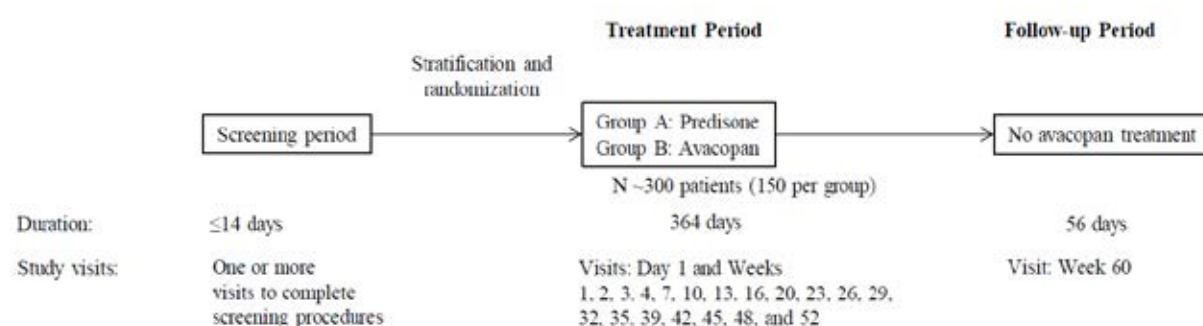 Treatment Period
Follow-up Period
Stratification and
randomization
Screening period
Group A: Predisone
Group B: Avacopan
No avacopan treatment
N ~300 patients (150 per group)
Duration:
≤14 days
364 days
56 days
Study visits:
One or more
visits to complete
screening procedures
Visits: Day 1 and Weeks
1, 2, 3, 4, 7, 10, 13, 16, 20, 23, 26, 29,
32, 35, 39, 42, 45, 48, and 52
Visit: Week 60